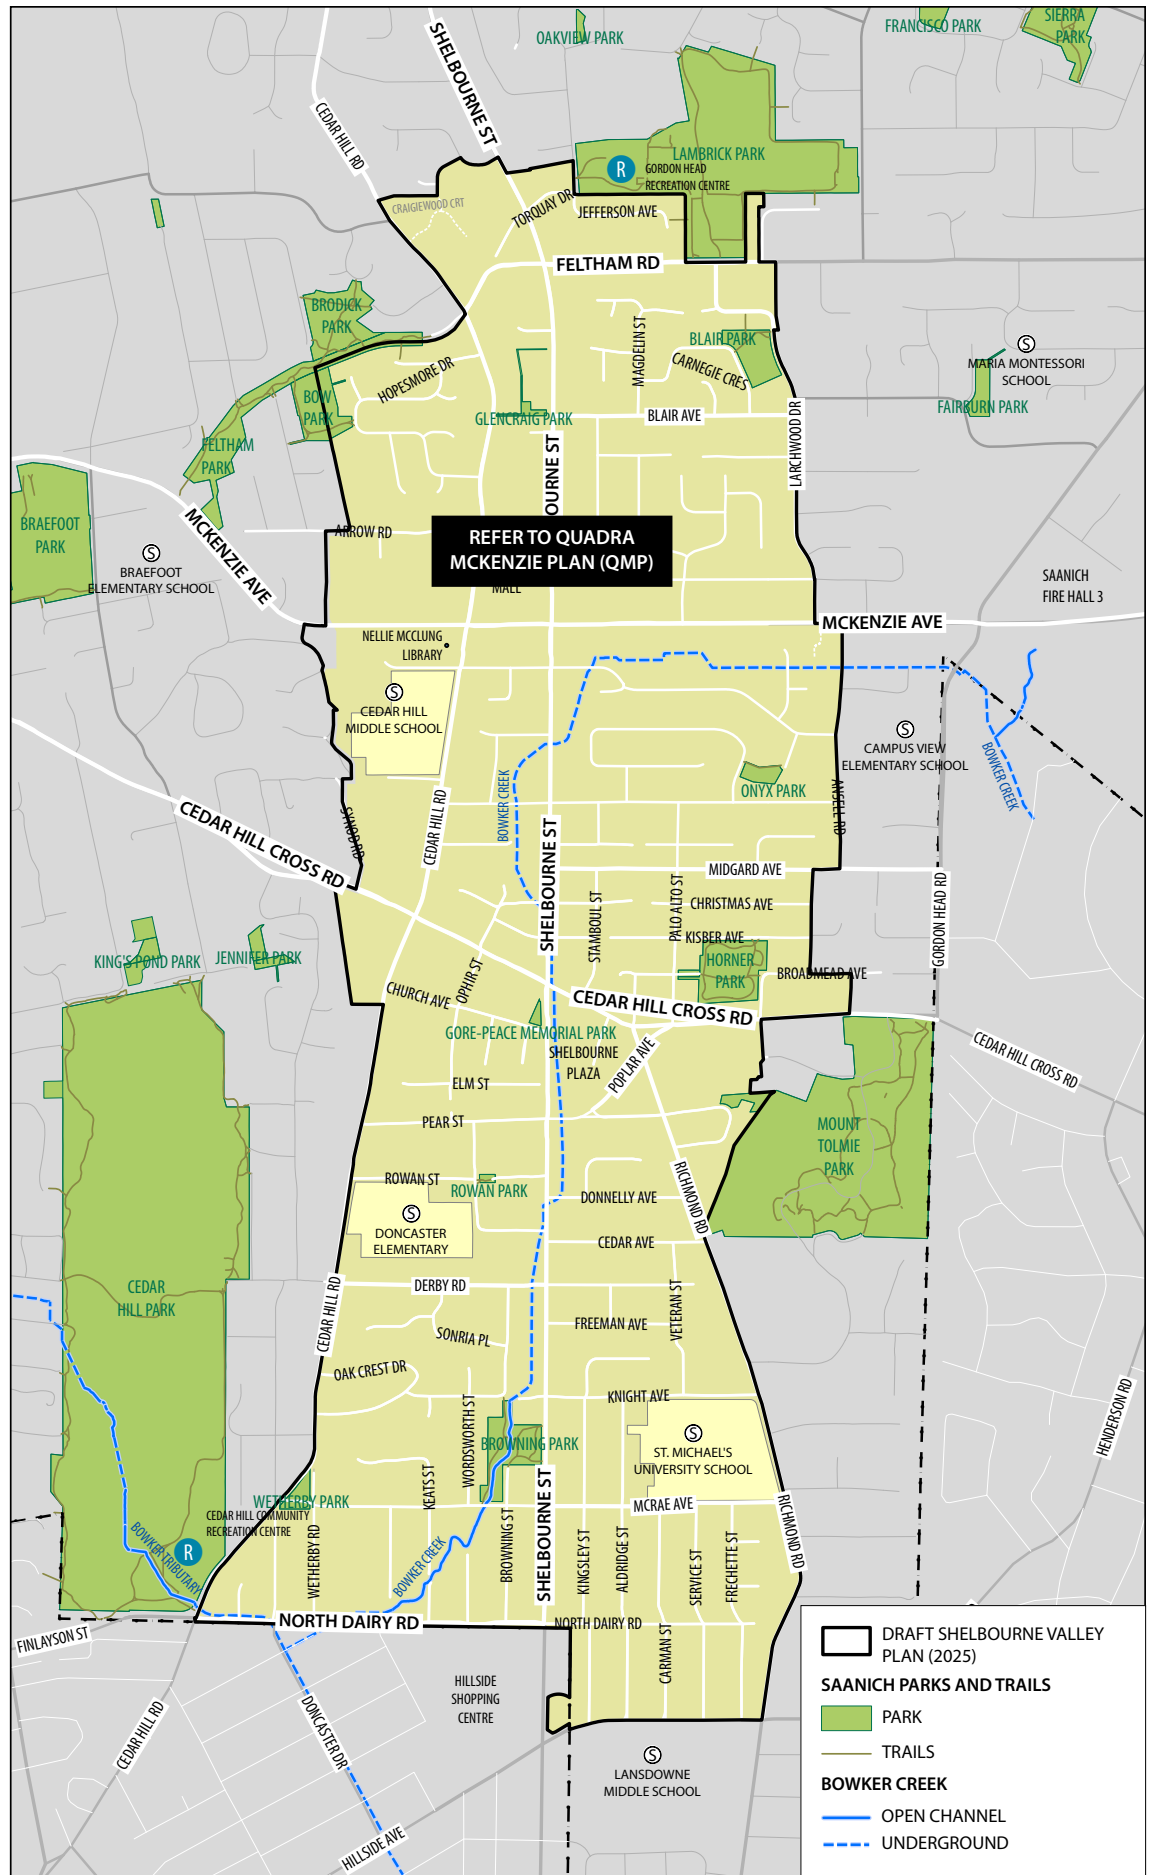 OAKVIEW PARK
FRANCISCO PARK
SIERRA
PARK
SHELBOURNE ST
CEDAR HILL RD
LAMBRICK PARK
R
GORDON HEAD
RECREATION CENTRE
CRAIGIEWOOD CRT
TORQUAY DR
JEFFERSON AVE
FELTHAM RD
BRODICK
PARK
MAGDELIN ST
BLAIR PARK
CARNEGIE CRES
S
MARIA MONTESSORI
SCHOOL
HOPESMORE DR
BOW
PARK
GLENCRAIG PARK
BLAIR AVE
FAIRBURN PARK
LARCHWOOD DR
FELTHAM
PARK
OURNE ST
BRAEFOOT
PARK
MCKENZIE AVE
ARROW RD
REFER TO QUADRA
MCKENZIE PLAN (QMP)
MALL
S
BRAEFOOT
ELEMENTARY SCHOOL
SAANICH
FIRE HALL 3
MCKENZIE AVE
NELLIE MCCLUNG
LIBRARY
S
CEDAR HILL
MIDDLE SCHOOL
S
CAMPUS VIEW
ELEMENTARY SCHOOL
BOWKER CREEK
BOWKER CREEK
ONYX PARK
ANSELL RD
CEDAR HILL CROSS RD
SYNOD RD
CEDAR HILL RD
SHELBOURNE ST
MIDGARD AVE
STAMBOUL ST
PALO ALTO ST
CHRISTMAS AVE
GORDON HEAD RD
KISBER AVE
KING'S POND PARK
JENNIFER PARK
HORNER
PARK
BROADMEAD AVE
CHURCH AVE
OPHIR ST
CEDAR HILL CROSS RD
GORE-PEACE MEMORIAL PARK
SHELBOURNE
PLAZA
POPLAR AVE
CEDAR HILL CROSS RD
ELM ST
PEAR ST
MOUNT
TOLMIE
PARK
ROWAN ST
ROWAN PARK
RICHMOND RD
DONNELLY AVE
S
DONCASTER
ELEMENTARY
CEDAR AVE
CEDAR
HILL PARK
CEDAR HILL RD
DERBY RD
VETERAN ST
SONRIA PL
FREEMAN AVE
OAK CREST DR
KNIGHT AVE
HENDERSON RD
WORDSWORTH ST
BROWNING PARK
S
ST. MICHAEL'S
UNIVERSITY SCHOOL
KEATS ST
SHELBOURNE ST
WETHERBY PARK
MCRAE AVE
RICHMOND RD
CEDAR HILL COMMUNITY
RECREATION CENTRE
R
BOWKER TRIBUTARY
WETHERBY RD
BOWKER CREEK
BROWNING ST
KINGSLEY ST
ALDRIDGE ST
SERVICE ST
FRECHETTE ST
NORTH DAIRY RD
NORTH DAIRY RD
FINLAYSON ST
CARMAN ST
HILLSIDE
SHOPPING
CENTRE
CEDAR HILL RD
DONCASTER DR
S
LANSDOWNE
MIDDLE SCHOOL
HILLSIDE AVE
DRAFT SHELBOURNE VALLEY
PLAN (2025)
SAANICH PARKS AND TRAILS
PARK
TRAILS
BOWKER CREEK
OPEN CHANNEL
UNDERGROUND